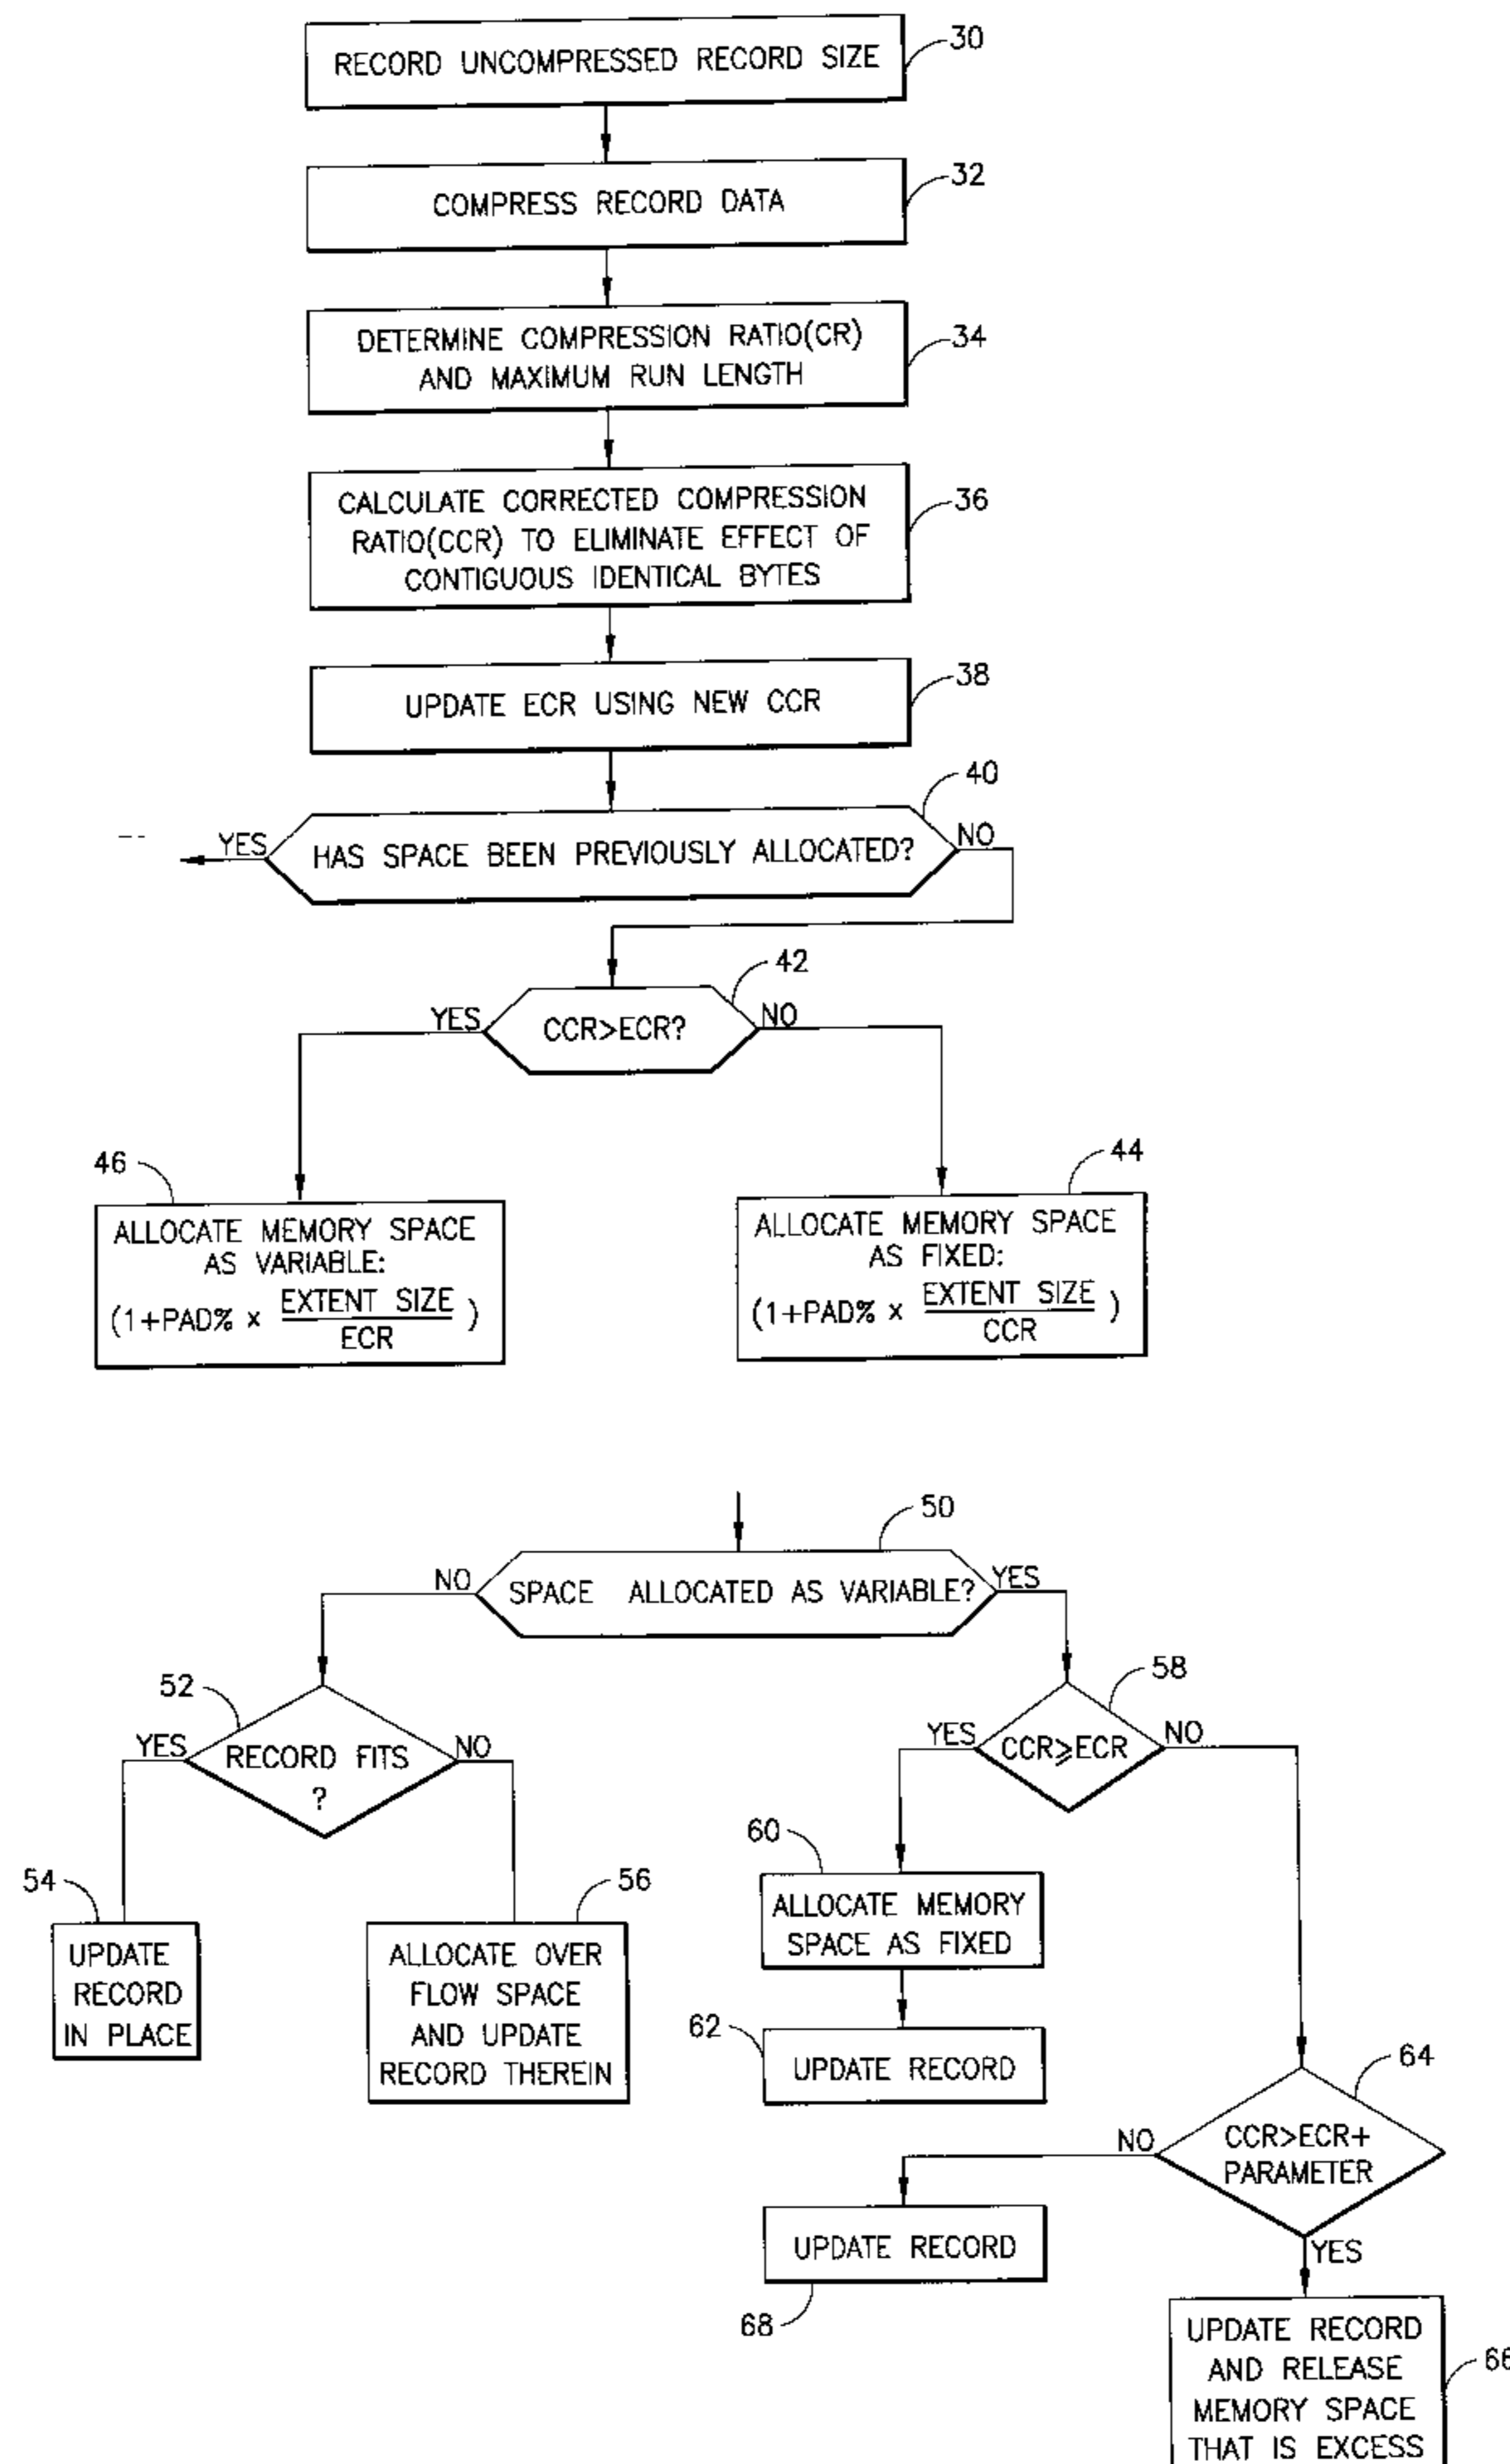 RECORD UNCOMPRESSED RECORD SIZE
30
COMPRESS RECORD DATA
32
DETERMINE COMPRESSION RATIO(CR)
AND MAXIMUM RUN LENGTH
34
CALCULATE CORRECTED COMPRESSION
RATIO(CCR) TO ELIMINATE EFFECT OF
CONTIGUOUS IDENTICAL BYTES
36
UPDATE ECR USING NEW CCR
38
40
YES
HAS SPACE BEEN PREVIOUSLY ALLOCATED?
NO
42
YES
CCR>ECR?
NO
46
ALLOCATE MEMORY SPACE
AS VARIABLE:
(1+PAD% x EXTENT SIZE / ECR)
44
ALLOCATE MEMORY SPACE
AS FIXED:
(1+PAD% x EXTENT SIZE / CCR)
50
NO
SPACE ALLOCATED AS VARIABLE?
YES
52
YES
RECORD FITS
?
NO
58
YES
CCR≥ECR
NO
54
UPDATE
RECORD
IN PLACE
56
ALLOCATE OVER
FLOW SPACE
AND UPDATE
RECORD THEREIN
60
ALLOCATE MEMORY
SPACE AS FIXED
62
UPDATE RECORD
64
NO
CCR>ECR+
PARAMETER
YES
UPDATE RECORD
68
UPDATE RECORD
AND RELEASE
MEMORY SPACE
THAT IS EXCESS
66